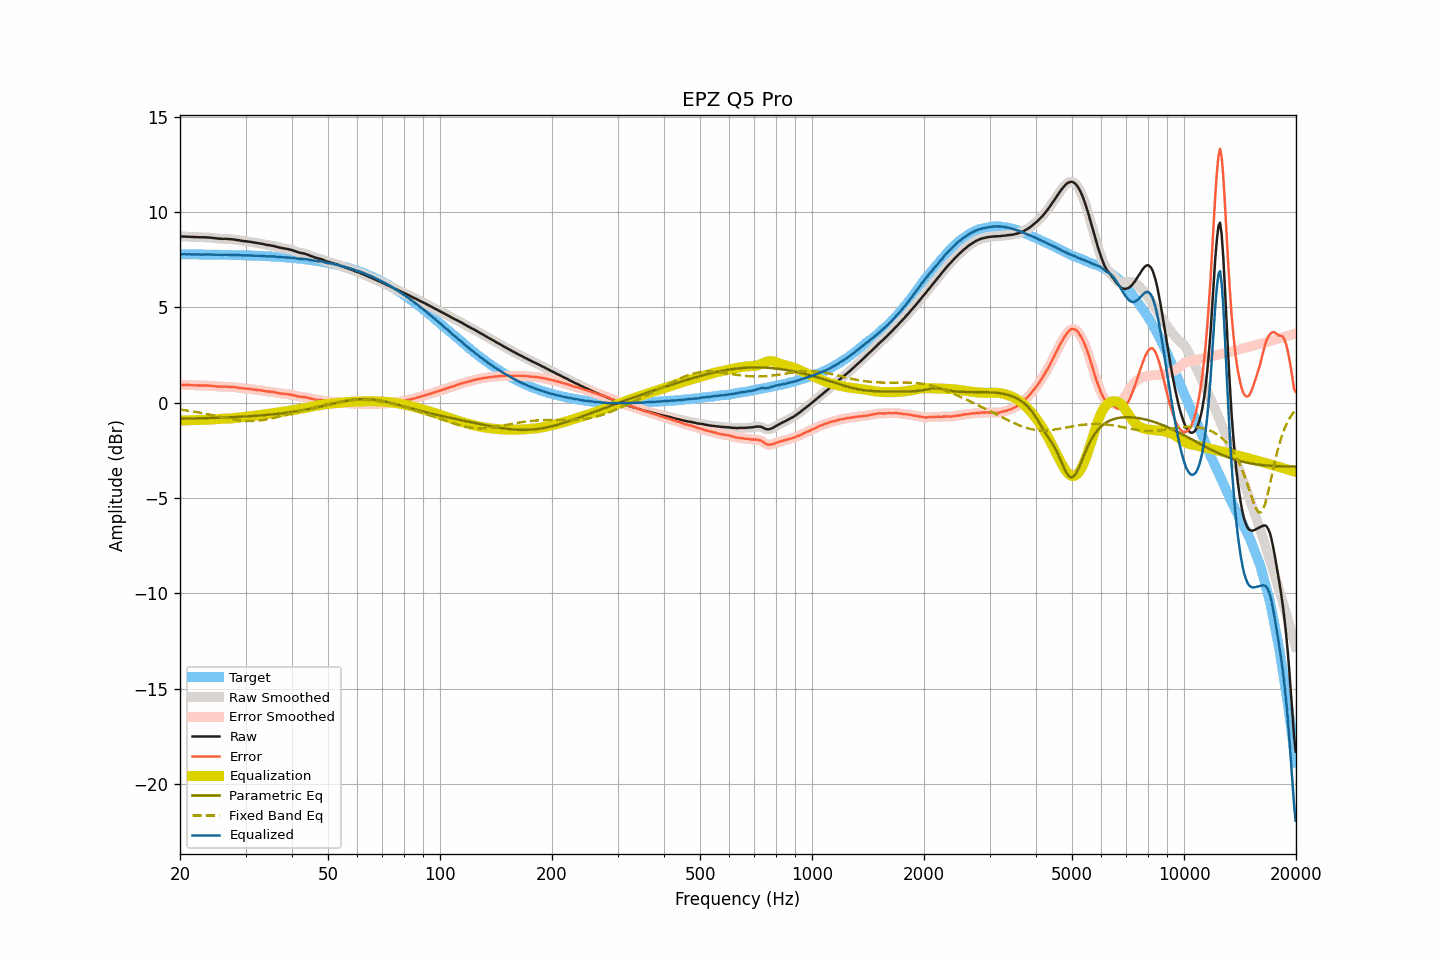 EPZ Q5 Pro
15
10
5
0
−5
−10
−15
−20
Amplitude (dBr)
Target
Raw Smoothed
Error Smoothed
Raw
Error
Equalization
Parametric Eq
Fixed Band Eq
Equalized
20 50 100 200 500 1000 2000 5000 10000 20000
Frequency (Hz)